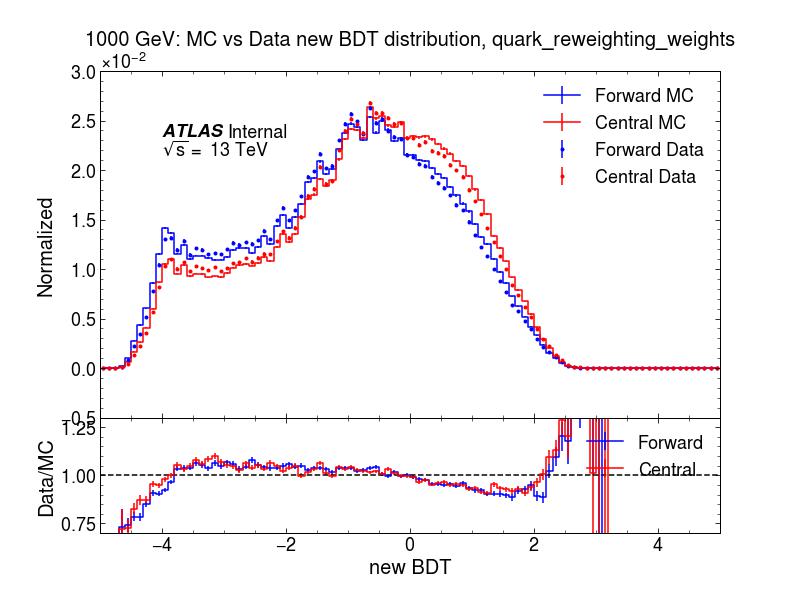 1000 GeV: MC vs Data new BDT distribution, quark_reweighting_weights
×10⁻²
3.0
2.5
2.0
1.5
1.0
0.5
0.0
−0.5
Normalized
ATLAS Internal
√s = 13 TeV
Forward MC
Central MC
Forward Data
Central Data
1.25
1.00
0.75
Data/MC
Forward
Central
−4 −2 0 2 4
new BDT